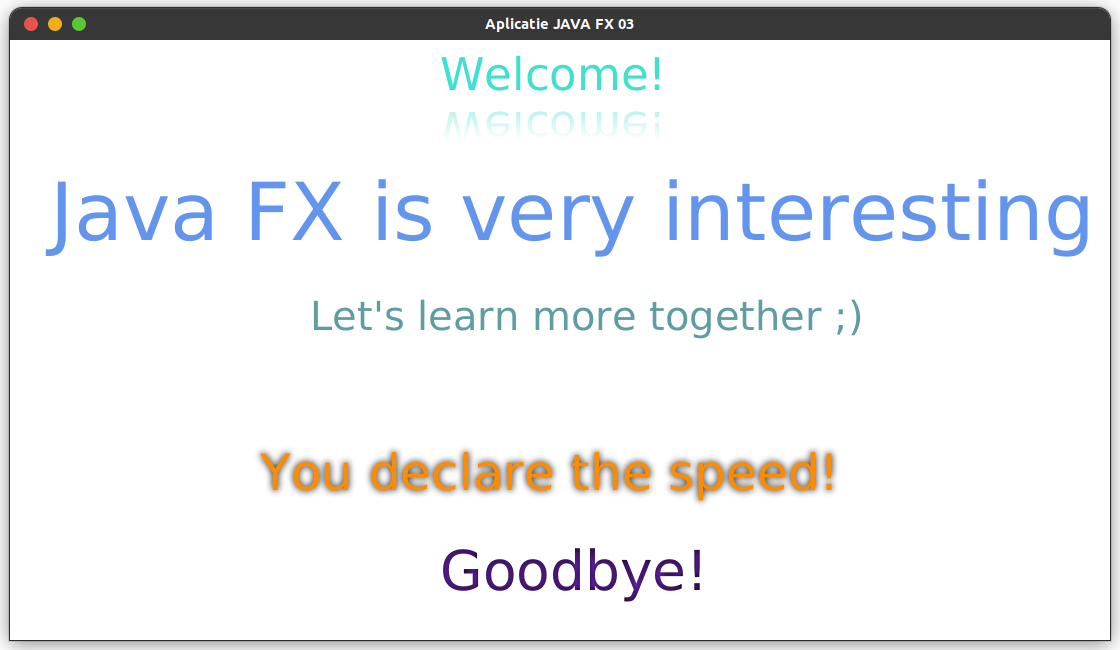 Aplicatie JAVA FX 03
Welcome!
Java FX is very interesting
Let's learn more together ;)
You declare the speed!
Goodbye!